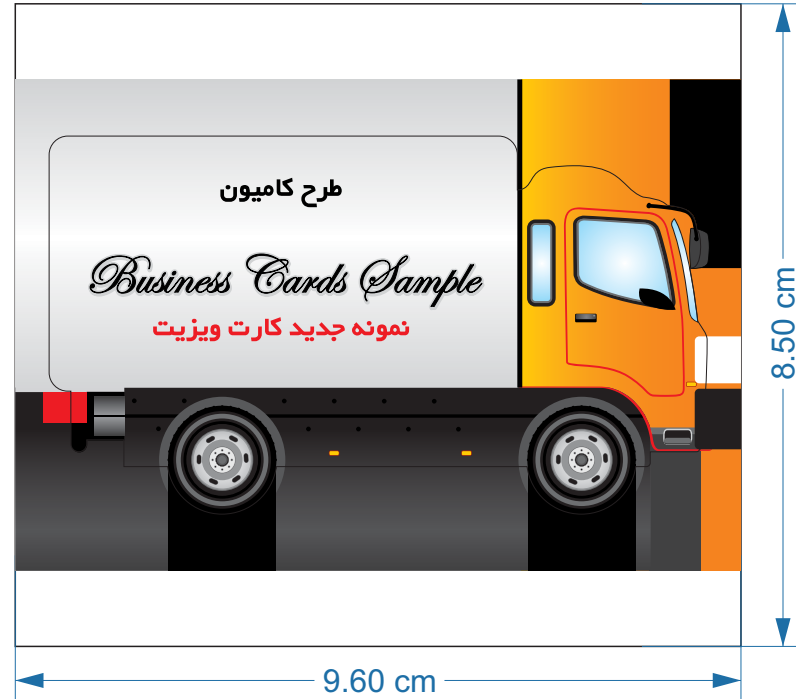 طرح کامیون
Business Cards Sample
نمونه جدید کارت ویزیت
8.50 cm
9.60 cm